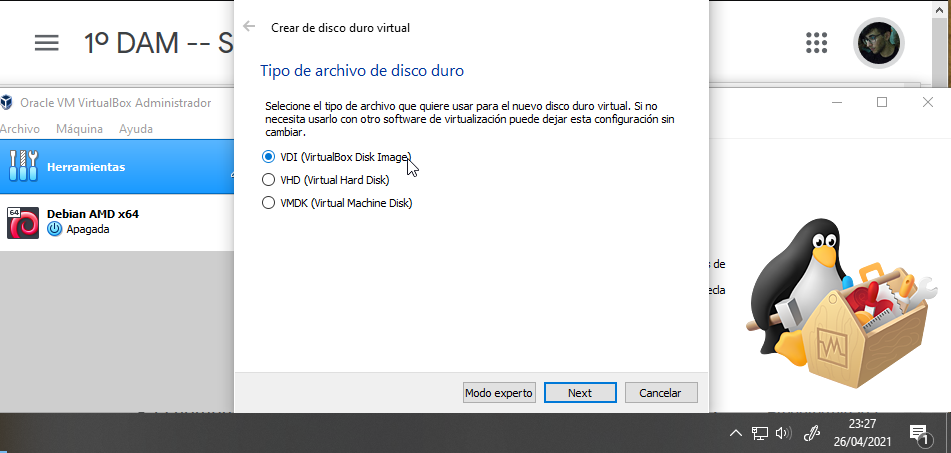 Crear de disco duro virtual
1º DAM -- S
Tipo de archivo de disco duro
Oracle VM VirtualBox Administrador
Archivo Máquina Ayuda
Herramientas
64
Debian AMD x64
Apagada
Seleccione el tipo de archivo que quiere usar para el nuevo disco duro virtual. Si no
necesita usarlo con otro software de virtualización puede dejar esta configuración sin
cambiar.
VDI (VirtualBox Disk Image)
VHD (Virtual Hard Disk)
VMDK (Virtual Machine Disk)
s de
ecla
Modo experto Next Cancelar
23:27
26/04/2021
1